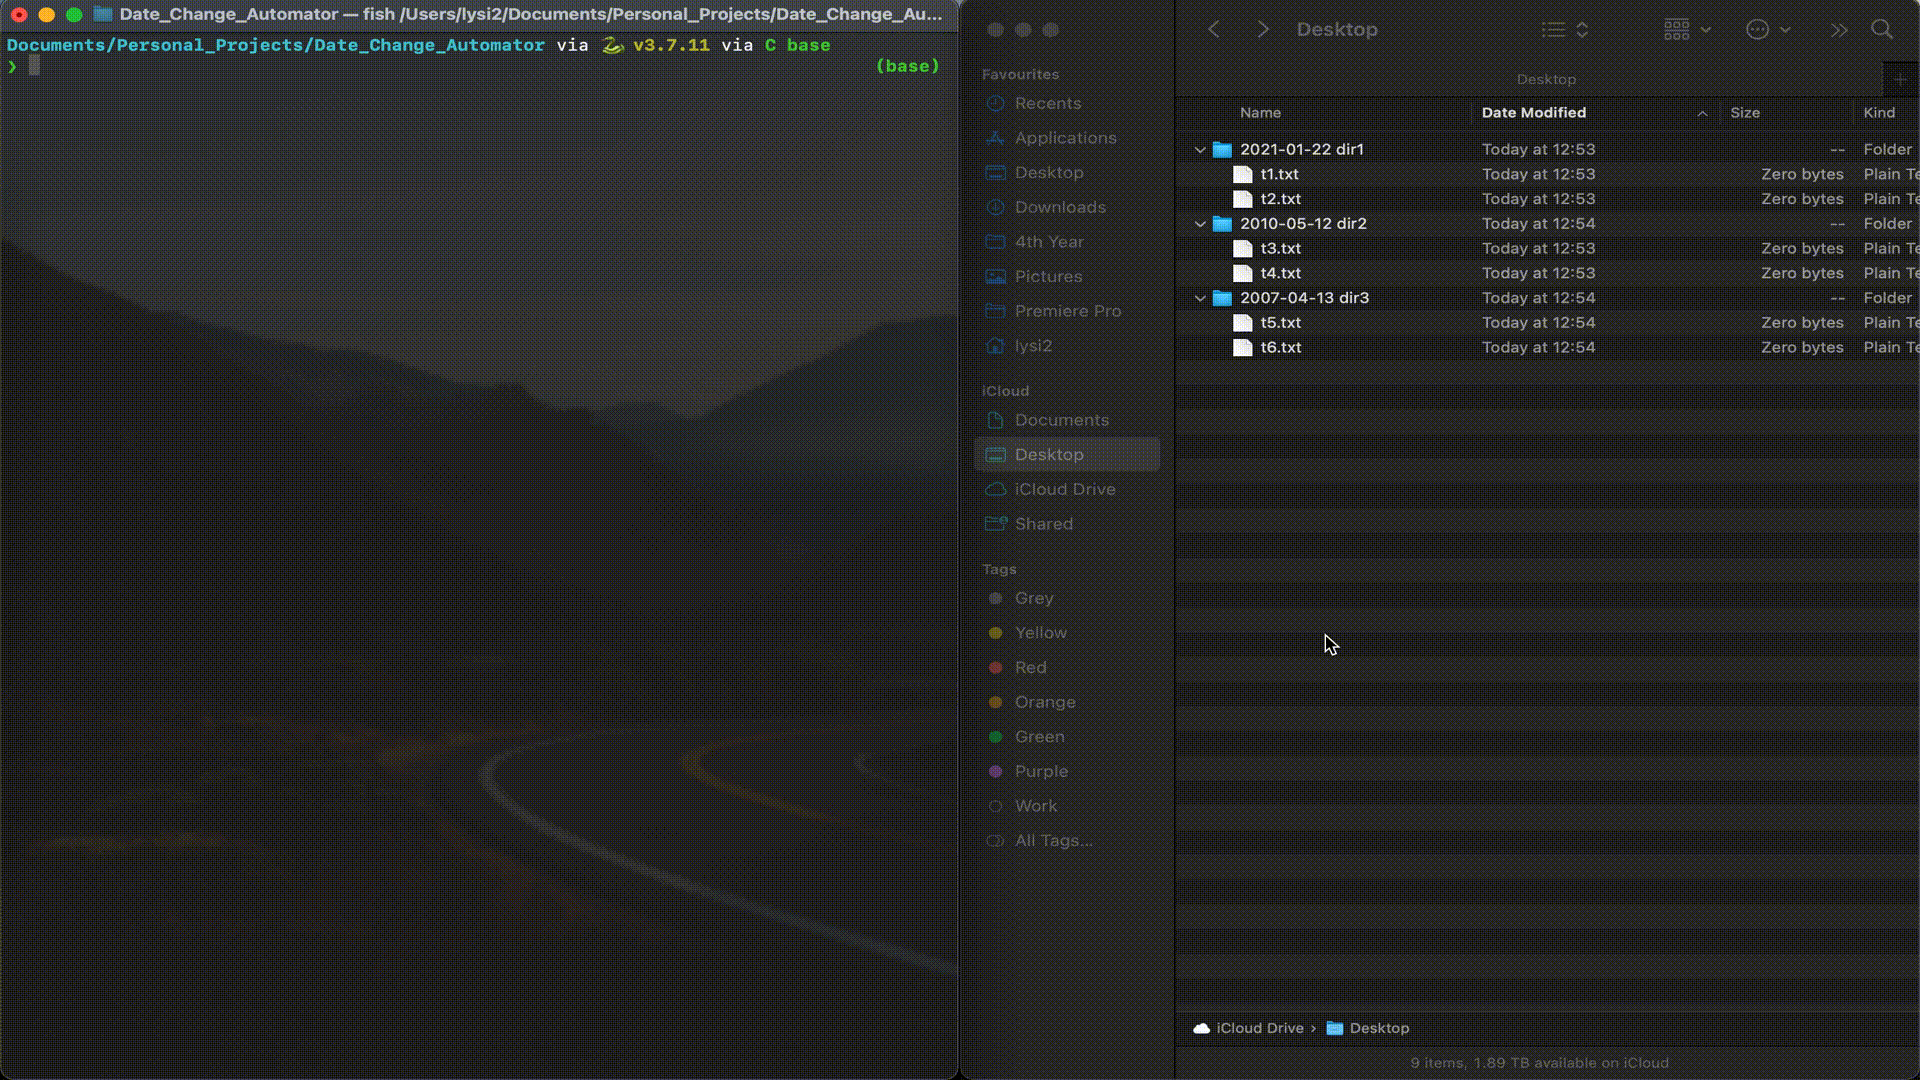 Date_Change_Automator — fish /Users/lysi2/Documents/Personal_Projects/Date_Change_Au...
Documents/Personal_Projects/Date_Change_Automator via 🐍 v3.7.11 via C base
❯ (base)
Desktop
Favourites
Recents
Applications
Desktop
Downloads
4th Year
Pictures
Premiere Pro
lysi2
iCloud
Documents
Desktop
iCloud Drive
Shared
Tags
Grey
Yellow
Red
Orange
Green
Purple
Work
All Tags...
Desktop
Name Date Modified Size Kind
2021-01-22 dir1 Today at 12:53 -- Folder
t1.txt Today at 12:53 Zero bytes Plain Te
t2.txt Today at 12:53 Zero bytes Plain Te
2010-05-12 dir2 Today at 12:54 -- Folder
t3.txt Today at 12:53 Zero bytes Plain Te
t4.txt Today at 12:53 Zero bytes Plain Te
2007-04-13 dir3 Today at 12:54 -- Folder
t5.txt Today at 12:54 Zero bytes Plain Te
t6.txt Today at 12:54 Zero bytes Plain Te
iCloud Drive › Desktop
9 items, 1.89 TB available on iCloud